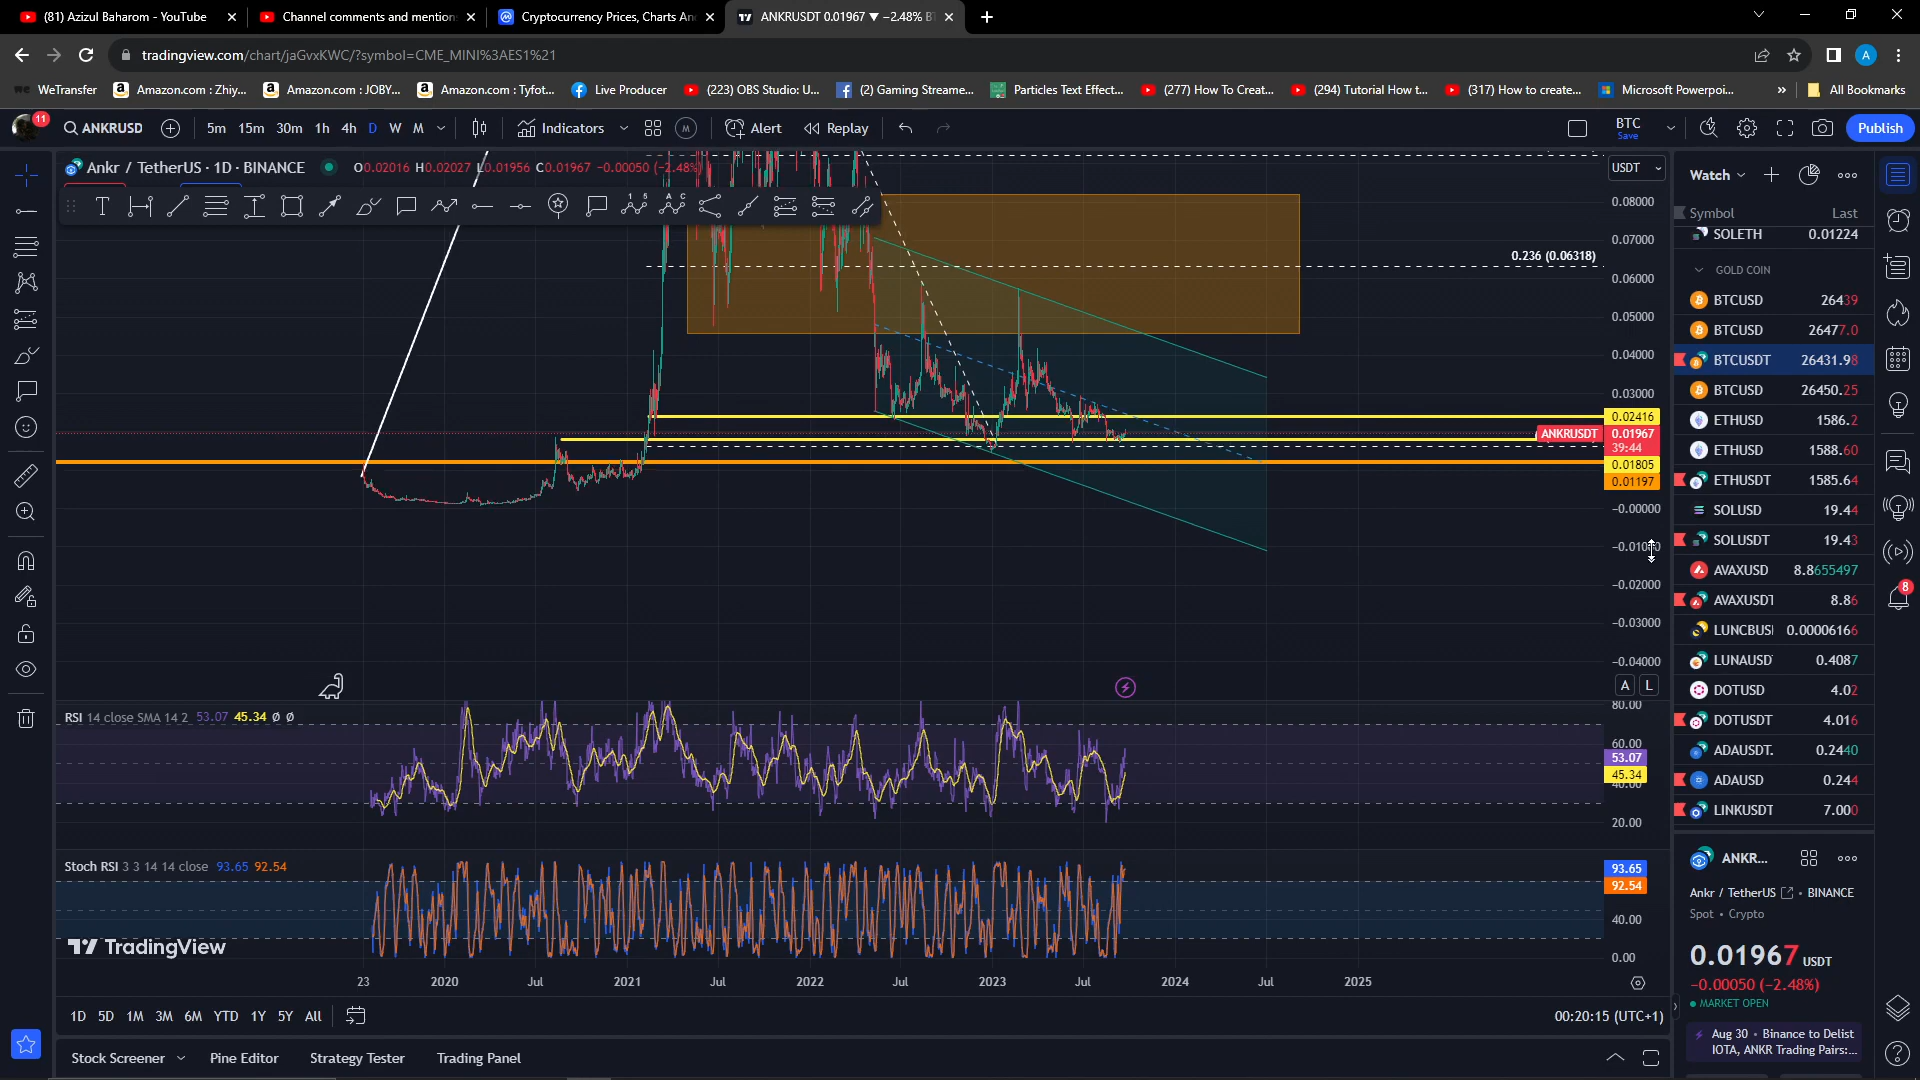 (81) Azizul Baharom - YouTube
Channel comments and mention
Cryptocurrency Prices, Charts An
ANKRUSDT 0.01967 ▼ −2.48% B
tradingview.com/chart/jaGvxKWC/?symbol=CME_MINI%3AES1%21
A
WeTransfer
Amazon.com : Zhiy...
Amazon.com: JOBY...
Amazon.com : Tyfot...
Live Producer
(223) OBS Studio: U...
(2) Gaming Streame...
Particles Text Effect...
(277) How To Creat...
(294) Tutorial How t...
(317) How to create...
Microsoft Powerpoi...
»
All Bookmarks
11
ANKRUSD
5m 15m 30m 1h 4h D W M
Indicators
M
Alert
Replay
BTC
Save
Publish
Ankr / TetherUS · 1D · BINANCE
O0.02016 H0.02027 L0.01956 C0.01967 −0.00050 (−2.48%)
USDT
0.08000
0.07000
0.236 (0.06318)
0.06000
0.05000
0.04000
0.03000
0.02416
ANKRUSDT
0.01967
39:44
0.01805
0.01197
−0.00000
−0.01000
−0.02000
−0.03000
−0.04000
A L
RSI 14 close SMA 14 2 53.07 45.34 Ø Ø
80.00
60.00
53.07
45.34
40.00
20.00
Stoch RSI 3 3 14 14 close 93.65 92.54
93.65
92.54
40.00
0.00
TradingView
23 2020 Jul 2021 Jul 2022 Jul 2023 Jul 2024 Jul 2025
1D 5D 1M 3M 6M YTD 1Y 5Y All
00:20:15 (UTC+1)
Stock Screener
Pine Editor
Strategy Tester
Trading Panel
Watch
Symbol Last
SOLETH 0.01224
GOLD COIN
BTCUSD 26439
BTCUSD 26477.0
BTCUSDT 26431.98
BTCUSD 26450.25
ETHUSD 1586.2
ETHUSD 1588.60
ETHUSDT 1585.64
SOLUSD 19.44
SOLUSDT 19.43
AVAXUSD 8.8655497
AVAXUSDT 8.86
LUNCBUS 0.00006166
LUNAUSD 0.4087
DOTUSD 4.02
DOTUSDT 4.016
ADAUSDT. 0.2440
ADAUSD 0.244
LINKUSDT 7.000
8
ANKR...
Ankr / TetherUS • BINANCE
Spot • Crypto
0.01967 USDT
−0.00050 (−2.48%)
MARKET OPEN
Aug 30 • Binance to Delist
IOTA, ANKR Trading Pairs:...